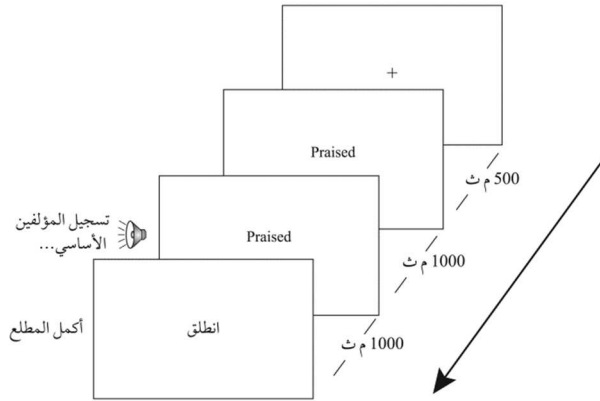 +
Praised
500 م ث
Praised
تسجيل المؤلفين
الأساسي...
1000 م ث
انطلق
أكمل المطلع
1000 م ث